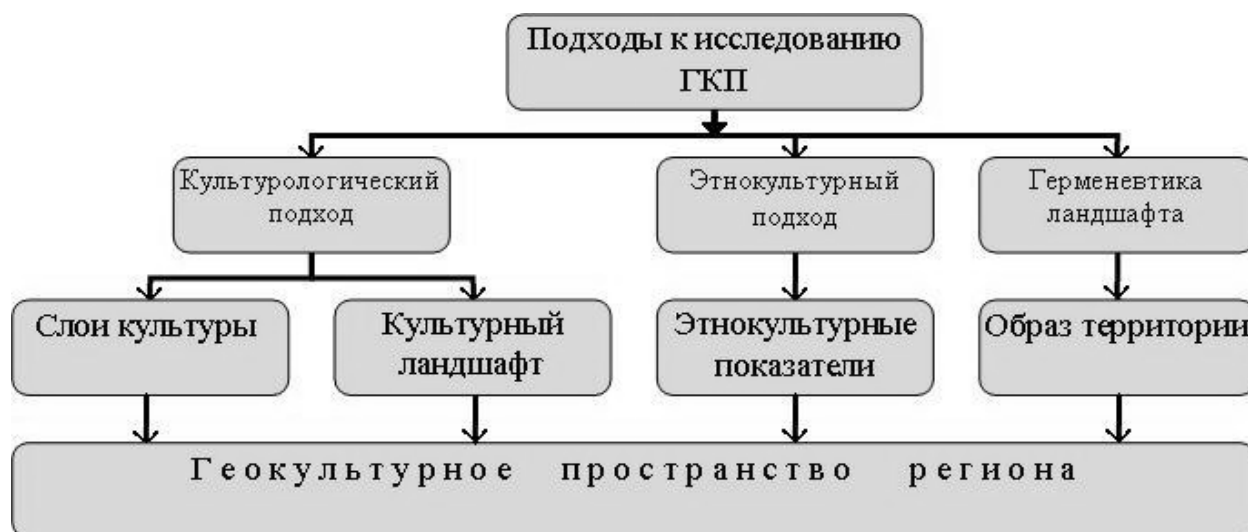 Подходы к исследованию
ГКП
Культурологический
подход
Этнокультурный
подход
Герменевтика
ландшафта
Слои культуры
Культурный
ландшафт
Этнокультурные
показатели
Образ территории
Геокультурное пространство региона